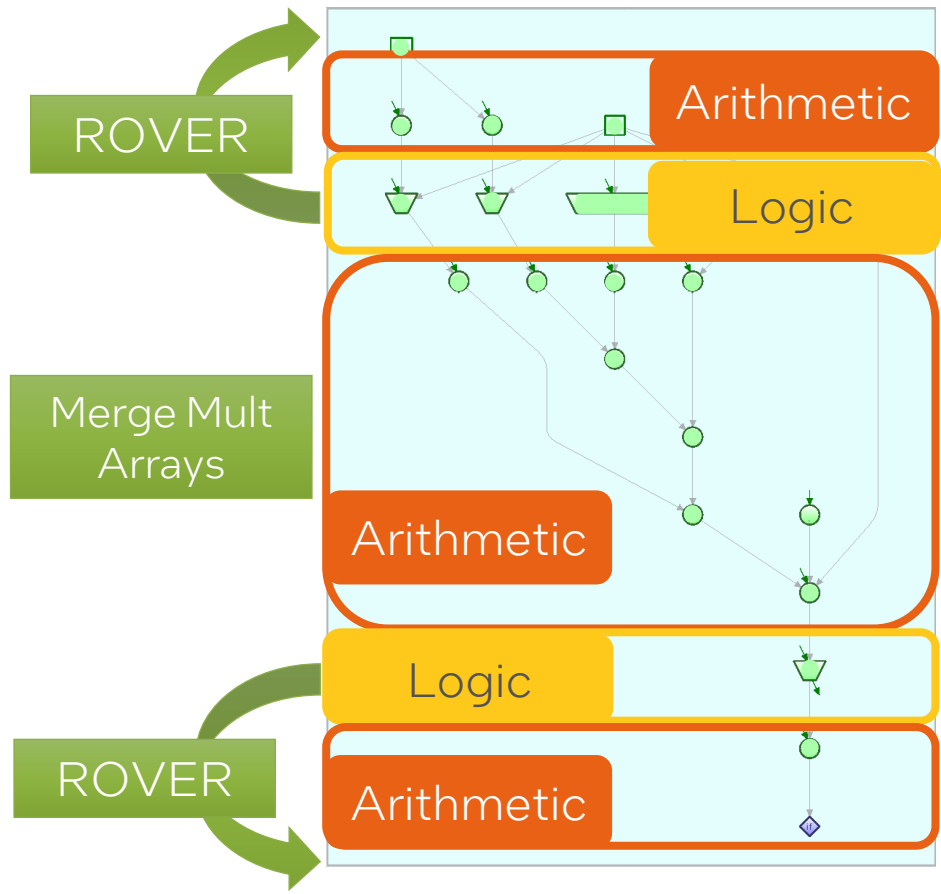 Arithmetic
ROVER
Logic
Merge Mult
Arrays
Arithmetic
Logic
ROVER
Arithmetic